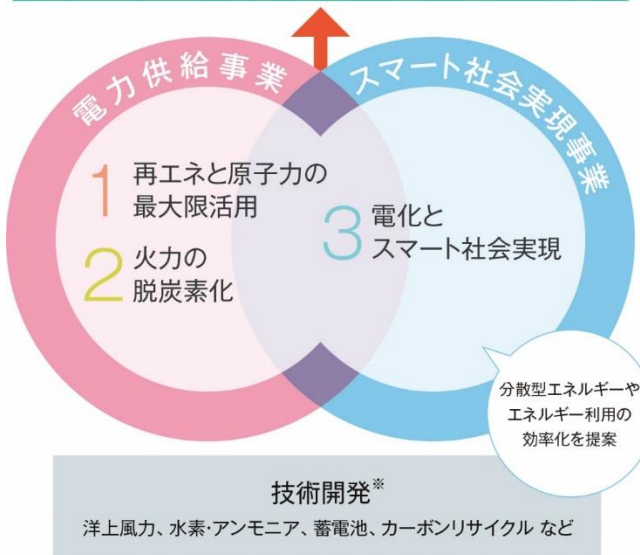 電力供給事業
スマート社会実現事業
1
再エネと原子力の
最大限活用
2
火力の
脱炭素化
3
電化と
スマート社会実現
分散型エネルギーや
エネルギー利用の
効率化を提案
技術開発※
洋上風力、水素・アンモニア、蓄電池、カーボンリサイクル など